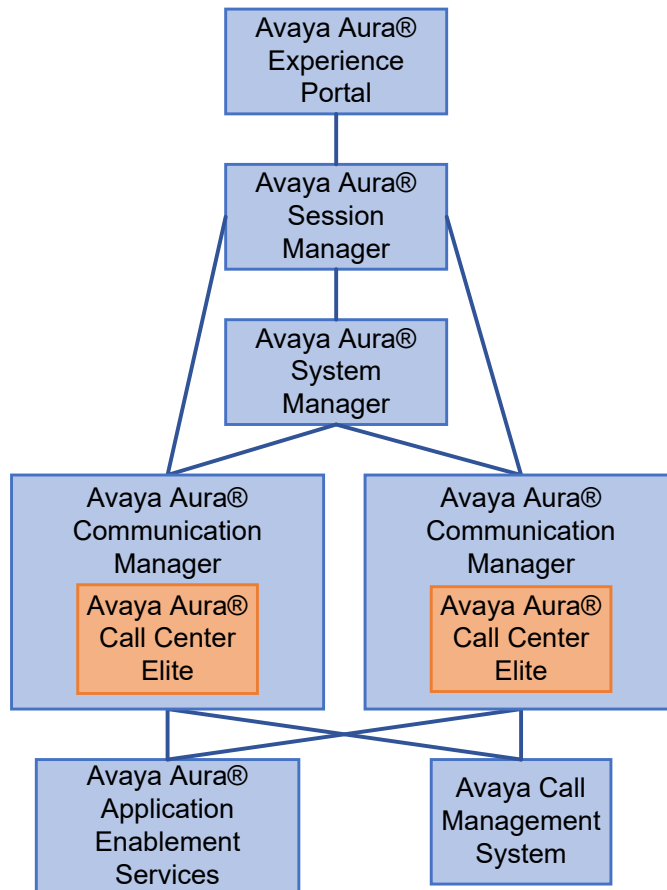 Avaya Aura®
Experience
Portal
Avaya Aura®
Session
Manager
Avaya Aura®
System
Manager
Avaya Aura®
Communication
Manager
Avaya Aura®
Call Center
Elite
Avaya Aura®
Communication
Manager
Avaya Aura®
Call Center
Elite
Avaya Aura®
Application
Enablement
Services
Avaya Call
Management
System